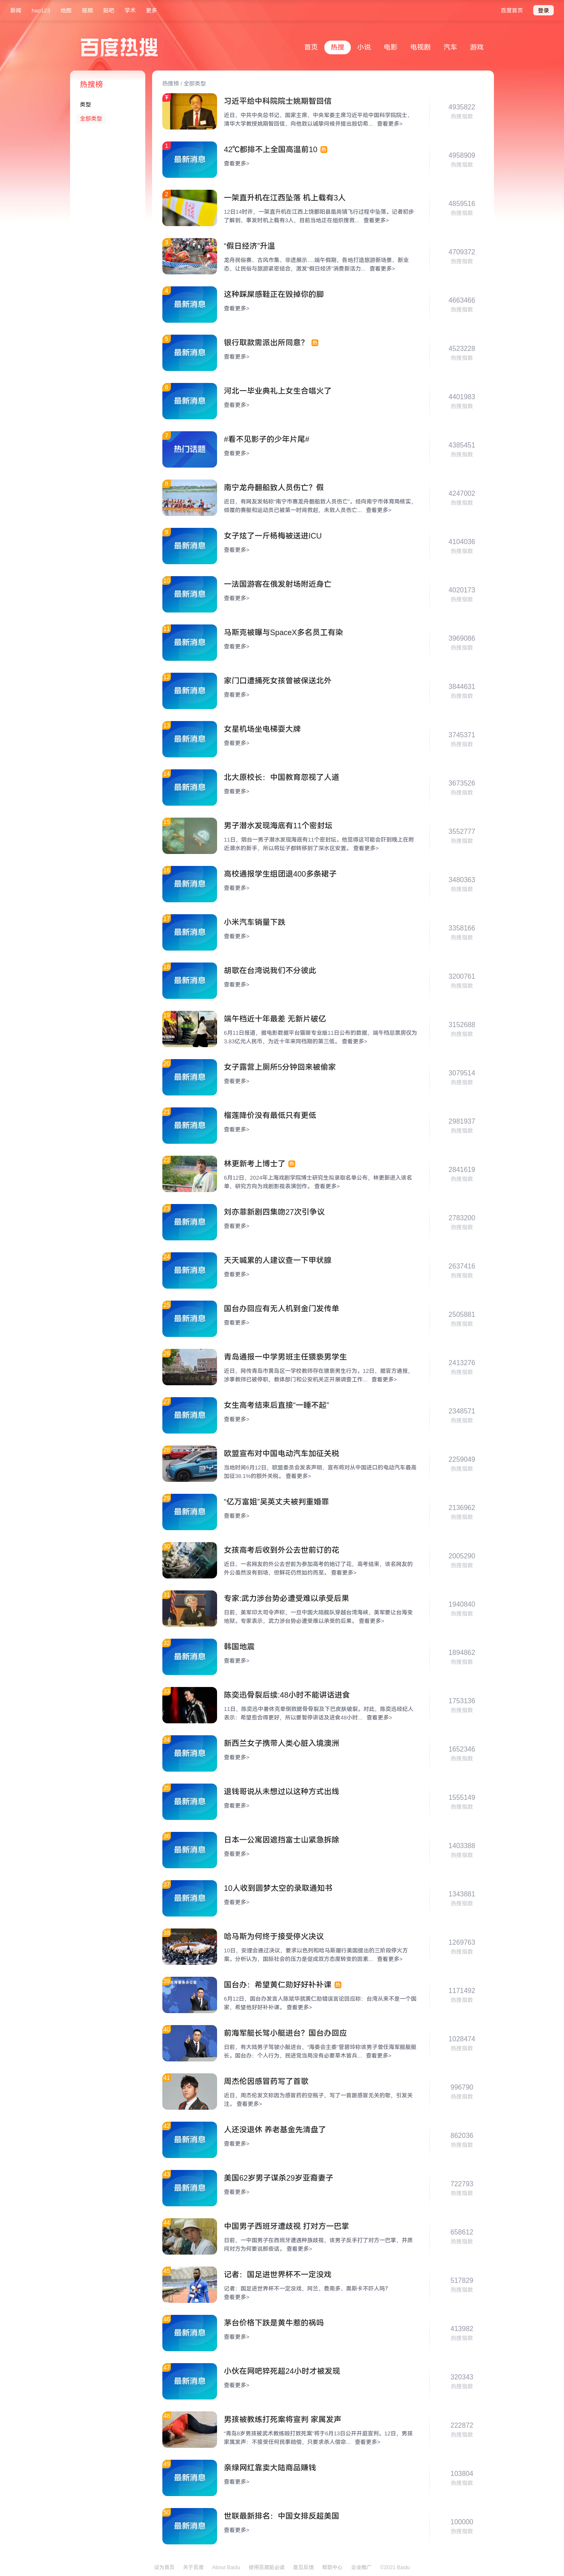 新闻 hao123 地图 视频 贴吧 学术 更多
百度首页 登录
百度热搜
首页 热搜 小说 电影 电视剧 汽车 游戏
热搜榜
类型
全部类型
热搜榜 / 全部类型
习近平给中科院院士姚期智回信
近日，中共中央总书记、国家主席、中央军委主席习近平给中国科学院院士、
清华大学教授姚期智回信，向他致以诚挚问候并提出殷切希... 查看更多>
4935822
热搜指数
1
最新消息
42℃都排不上全国高温前10 热
查看更多>
4958909
热搜指数
2
一架直升机在江西坠落 机上载有3人
12日14时许，一架直升机在江西上饶鄱阳县凰岗镇飞行过程中坠落。记者初步
了解到，事发时机上载有3人，目前当地正在组织搜救... 查看更多>
4859516
热搜指数
3
“假日经济”升温
龙舟民俗赛、古风市集、非遗展示... 端午假期，各地打造旅游新场景、新业
态，让民俗与旅游紧密结合，激发“假日经济”消费新活力... 查看更多>
4709372
热搜指数
4
最新消息
这种踩屎感鞋正在毁掉你的脚
查看更多>
4663466
热搜指数
5
最新消息
银行取款需派出所同意？ 热
查看更多>
4523228
热搜指数
6
最新消息
河北一毕业典礼上女生合唱火了
查看更多>
4401983
热搜指数
7
热门话题
#看不见影子的少年片尾#
查看更多>
4385451
热搜指数
8
南宁龙舟翻船致人员伤亡？假
近日，有网友发帖称“南宁市赛龙舟翻船致人员伤亡”。经向南宁市体育局核实，
倾覆的赛艇和运动员已被第一时间救起，未致人员伤亡... 查看更多>
4247002
热搜指数
9
最新消息
女子炫了一斤杨梅被送进ICU
查看更多>
4104036
热搜指数
10
最新消息
一法国游客在俄发射场附近身亡
查看更多>
4020173
热搜指数
11
最新消息
马斯克被曝与SpaceX多名员工有染
查看更多>
3969086
热搜指数
12
最新消息
家门口遭捅死女孩曾被保送北外
查看更多>
3844631
热搜指数
13
最新消息
女星机场坐电梯耍大牌
查看更多>
3745371
热搜指数
14
最新消息
北大原校长：中国教育忽视了人道
查看更多>
3673526
热搜指数
15
男子潜水发现海底有11个密封坛
11日，烟台一男子潜水发现海底有11个密封坛。他觉得这可能会吓到晚上在附
近潜水的新手，所以将坛子都转移到了深水区安置。 查看更多>
3552777
热搜指数
16
最新消息
高校通报学生组团退400多条裙子
查看更多>
3480363
热搜指数
17
最新消息
小米汽车销量下跌
查看更多>
3358166
热搜指数
18
最新消息
胡歌在台湾说我们不分彼此
查看更多>
3200761
热搜指数
19
端午档近十年最差 无新片破亿
6月11日报道，据电影数据平台猫眼专业版11日公布的数据，端午档总票房仅为
3.83亿元人民币，为近十年来同档期的第三低。 查看更多>
3152688
热搜指数
20
最新消息
女子露营上厕所5分钟回来被偷家
查看更多>
3079514
热搜指数
21
最新消息
榴莲降价没有最低只有更低
查看更多>
2981937
热搜指数
22
林更新考上博士了 热
6月12日，2024年上海戏剧学院博士研究生拟录取名单公布，林更新进入该名
单，研究方向为戏剧影视表演创作。 查看更多>
2841619
热搜指数
23
最新消息
刘亦菲新剧四集吻27次引争议
查看更多>
2783200
热搜指数
24
最新消息
天天喊累的人建议查一下甲状腺
查看更多>
2637416
热搜指数
25
最新消息
国台办回应有无人机到金门发传单
查看更多>
2505881
热搜指数
26
青岛通报一中学男班主任猥亵男学生
近日，网传青岛市黄岛区一学校教师存在猥亵男生行为。12日，据官方通报，
涉事教师已被停职，教体部门和公安机关正开展调查工作... 查看更多>
2413276
热搜指数
27
最新消息
女生高考结束后直接“一睡不起”
查看更多>
2348571
热搜指数
28
欧盟宣布对中国电动汽车加征关税
当地时间6月12日，欧盟委员会发表声明，宣布将对从中国进口的电动汽车最高
加征38.1%的额外关税。 查看更多>
2259049
热搜指数
29
最新消息
“亿万富姐”吴英丈夫被判重婚罪
查看更多>
2136962
热搜指数
30
女孩高考后收到外公去世前订的花
近日，一名网友的外公去世前为参加高考的她订了花，高考结束，该名网友的
外公虽然没有到场，但鲜花仍然如约而至。 查看更多>
2005290
热搜指数
31
专家:武力涉台势必遭受难以承受后果
日前，美军印太司令声称，一旦中国大陆舰队穿越台湾海峡，美军要让台海变
地狱。专家表示，武力涉台势必遭受难以承受的后果。 查看更多>
1940840
热搜指数
32
最新消息
韩国地震
查看更多>
1894862
热搜指数
33
陈奕迅骨裂后续:48小时不能讲话进食
11日，陈奕迅中暑休克晕倒致腮骨骨裂及下巴皮肤破裂。对此，陈奕迅经纪人
表示：希望愈合得更好，所以要暂停讲话及进食48小时... 查看更多>
1753136
热搜指数
34
最新消息
新西兰女子携带人类心脏入境澳洲
查看更多>
1652346
热搜指数
35
最新消息
退钱哥说从未想过以这种方式出线
查看更多>
1555149
热搜指数
36
最新消息
日本一公寓因遮挡富士山紧急拆除
查看更多>
1403388
热搜指数
37
最新消息
10人收到圆梦太空的录取通知书
查看更多>
1343881
热搜指数
38
哈马斯为何终于接受停火决议
10日，安理会通过决议，要求以色列和哈马斯履行美国提出的三阶段停火方
案。分析认为，国际社会的压力是促成双方态度转变的因素... 查看更多>
1269763
热搜指数
39
国台办：希望黄仁勋好好补补课 热
6月12日，国台办发言人陈斌华就黄仁勋错误言论回应称：台湾从来不是一个国
家，希望他好好补补课。 查看更多>
1171492
热搜指数
40
前海军艇长驾小艇进台？国台办回应
日前，有大陆男子驾驶小艇进台，“海委会主委”管碧玲称该男子曾任海军舰艇艇
长。国台办：个人行为，民进党当局没有必要草木皆兵... 查看更多>
1028474
热搜指数
41
周杰伦因感冒药写了首歌
近日，周杰伦发文称因为感冒药的空瓶子，写了一首跟感冒无关的歌，引发关
注。 查看更多>
996790
热搜指数
42
最新消息
人还没退休 养老基金先清盘了
查看更多>
862036
热搜指数
43
最新消息
美国62岁男子谋杀29岁亚裔妻子
查看更多>
722793
热搜指数
44
中国男子西班牙遭歧视 打对方一巴掌
日前，一中国男子在西班牙遭遇种族歧视，该男子反手打了对方一巴掌，并质
问对方为何要说那些话。 查看更多>
658612
热搜指数
45
记者：国足进世界杯不一定没戏
记者：国足进世界杯不一定没戏，阿兰、费南多、奥斯卡不吓人吗？
查看更多>
517829
热搜指数
46
最新消息
茅台价格下跌是黄牛惹的祸吗
查看更多>
413982
热搜指数
47
最新消息
小伙在网吧猝死超24小时才被发现
查看更多>
320343
热搜指数
48
男孩被教练打死案将宣判 家属发声
“青岛8岁男孩被武术教练殴打致死案”将于6月13日公开开庭宣判。12日，男孩
家属发声：不接受任何民事赔偿，只要求杀人偿命... 查看更多>
222872
热搜指数
49
最新消息
亲绿网红靠卖大陆商品赚钱
查看更多>
103804
热搜指数
50
最新消息
世联最新排名：中国女排反超美国
查看更多>
100000
热搜指数
设为首页 关于百度 About Baidu 使用百度前必读 意见反馈 帮助中心 企业推广 ©2021 Baidu